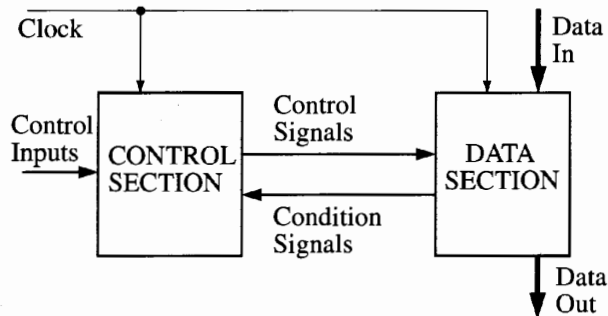 Clock
Data
In
Control
Inputs
CONTROL
SECTION
Control
Signals
Condition
Signals
DATA
SECTION
Data
Out